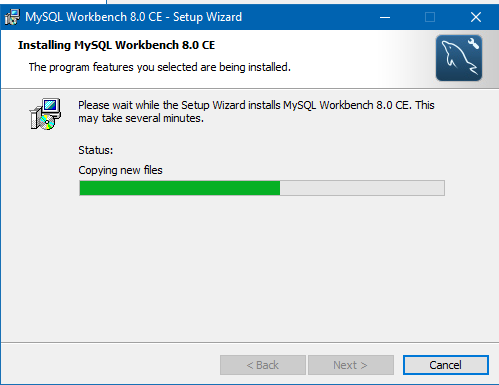 MySQL Workbench 8.0 CE - Setup Wizard
Installing MySQL Workbench 8.0 CE
The program features you selected are being installed.
Please wait while the Setup Wizard installs MySQL Workbench 8.0 CE. This
may take several minutes.
Status:
Copying new files
< Back
Next >
Cancel